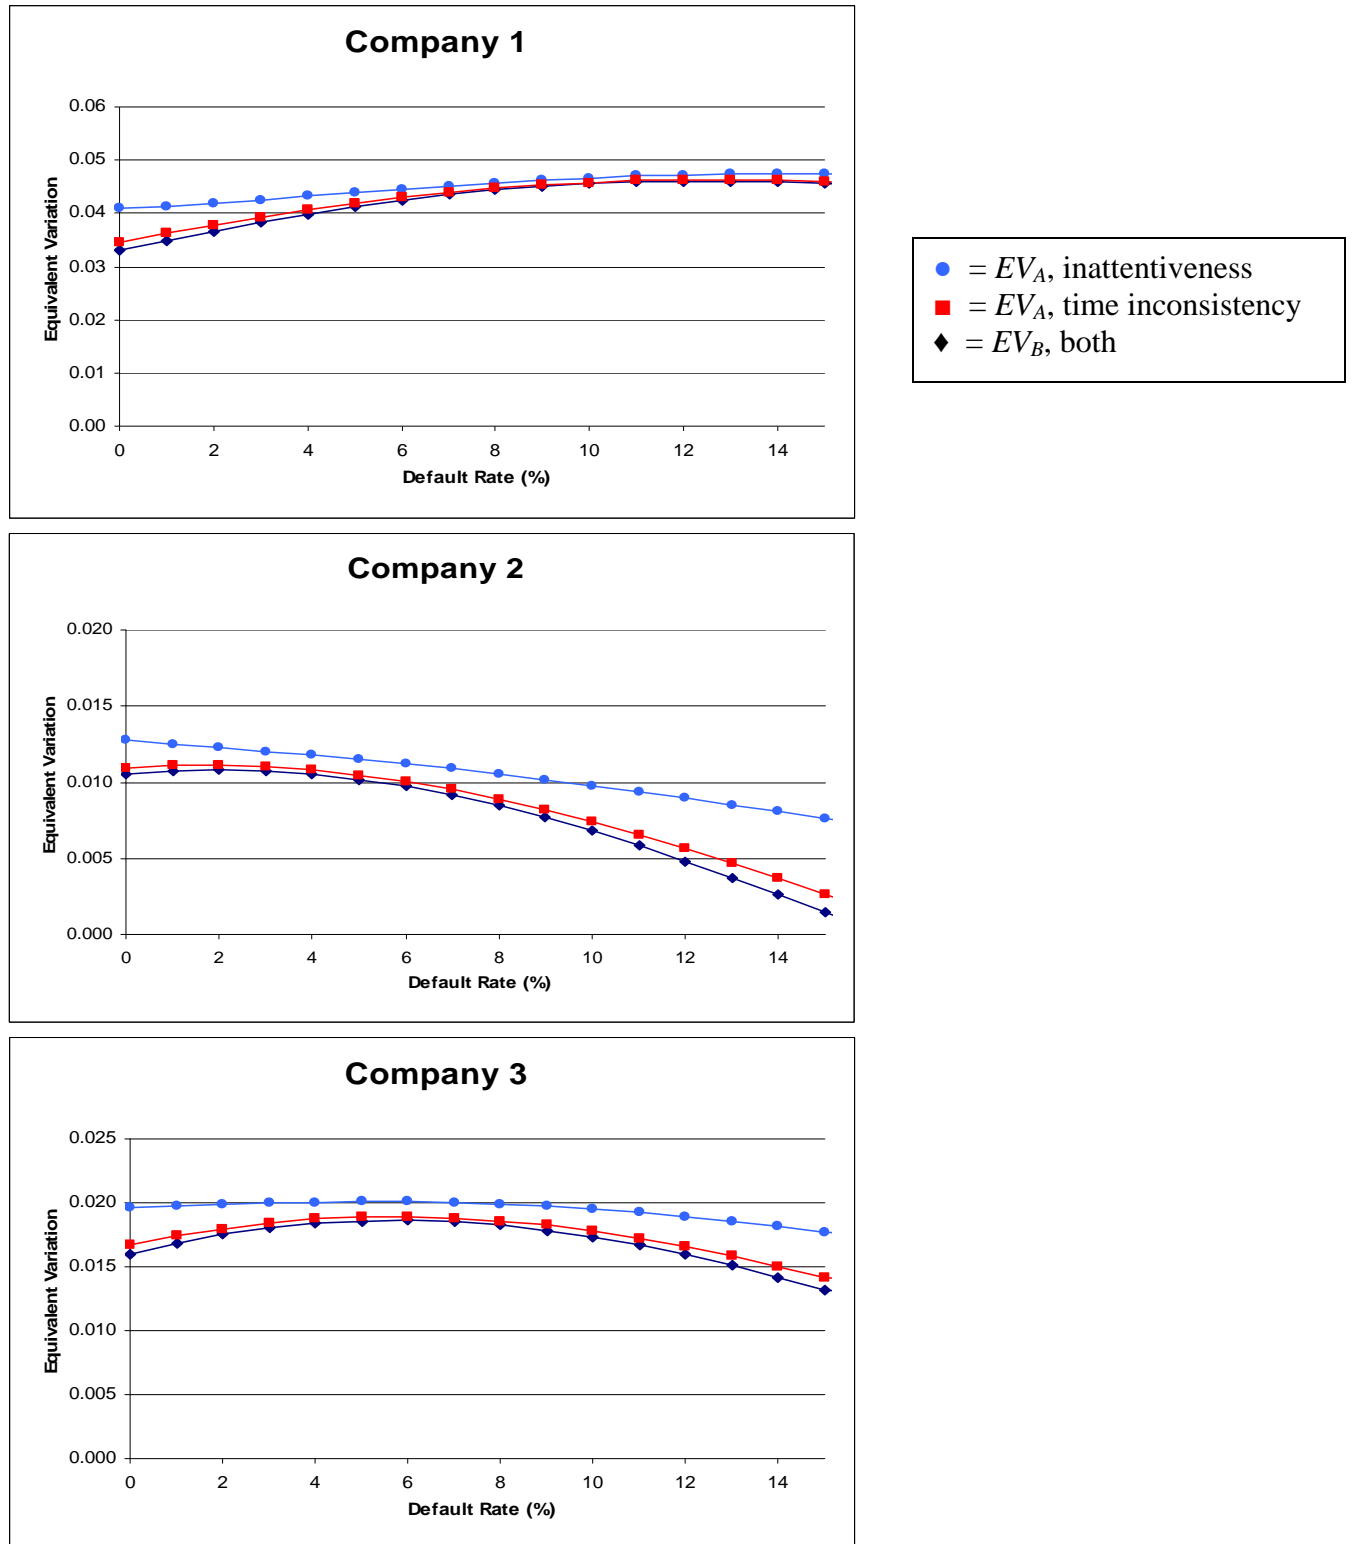 Company 1
0.06
0.05
0.04
0.03
0.02
0.01
0.00
Equivalent Variation
0 2 4 6 8 10 12 14
Default Rate (%)
= EV_A, inattentiveness
= EV_A, time inconsistency
= EV_B, both
Company 2
0.020
0.015
0.010
0.005
0.000
Equivalent Variation
0 2 4 6 8 10 12 14
Default Rate (%)
Company 3
0.025
0.020
0.015
0.010
0.005
0.000
Equivalent Variation
0 2 4 6 8 10 12 14
Default Rate (%)